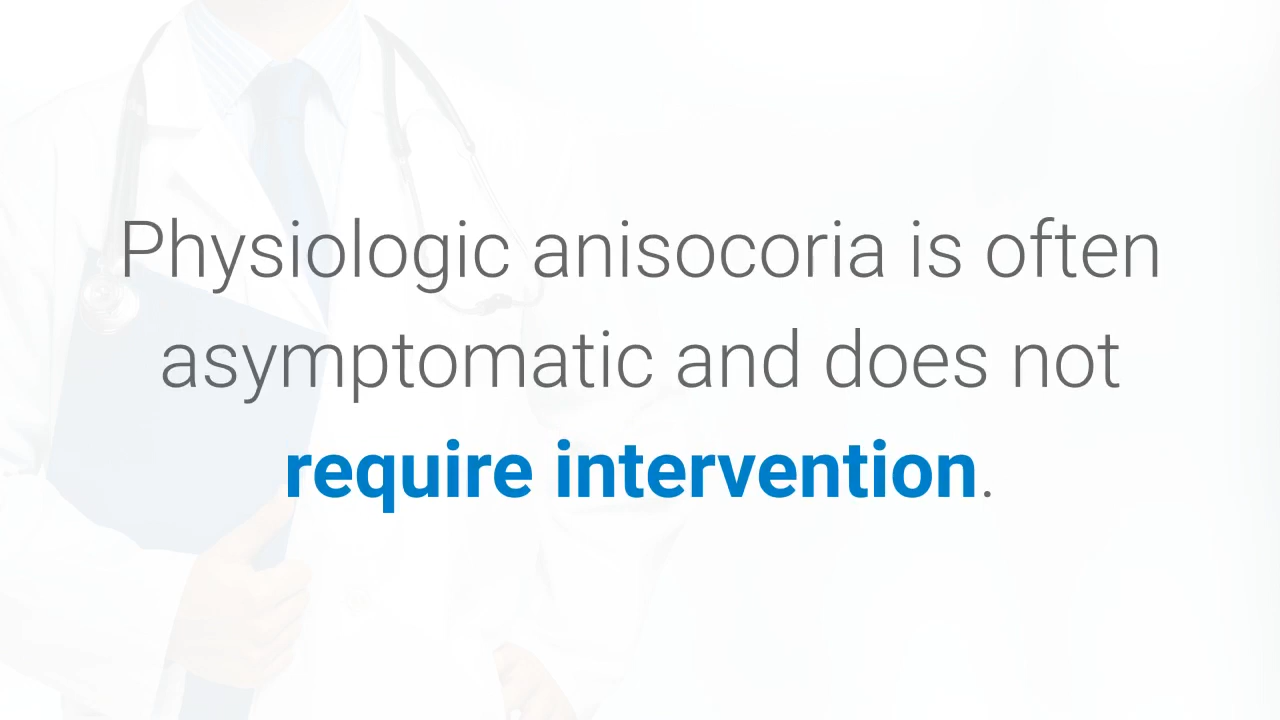 Physiologic anisocoria is often
asymptomatic and does not
require intervention.